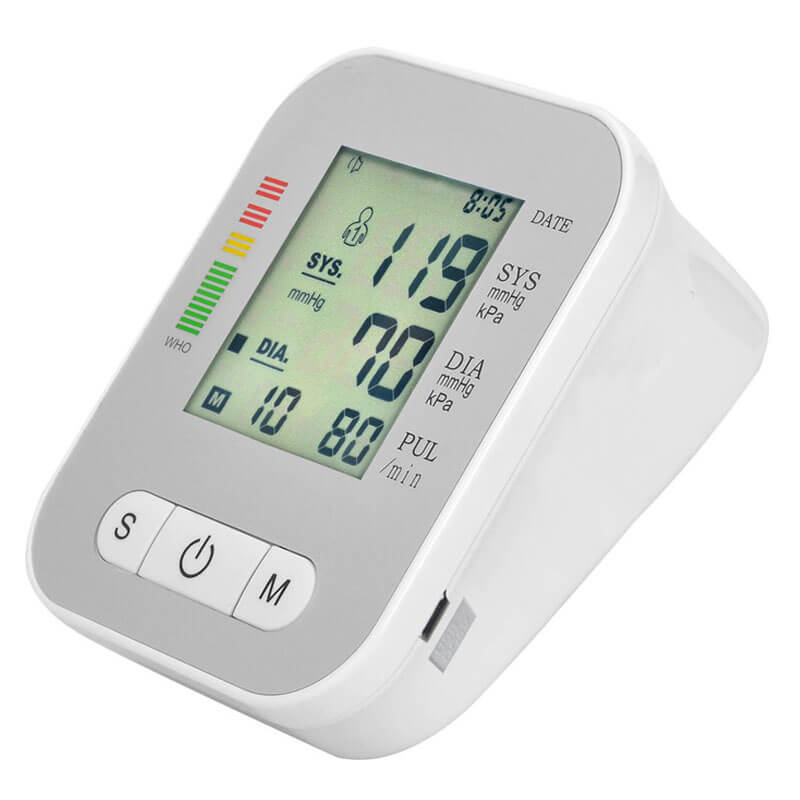 8:05
DATE
1
119
SYS.
mmHg
SYS
mmHg
kPa
70
DIA.
DIA
mmHg
kPa
M
10
80
PUL
/min
WHO
S
M